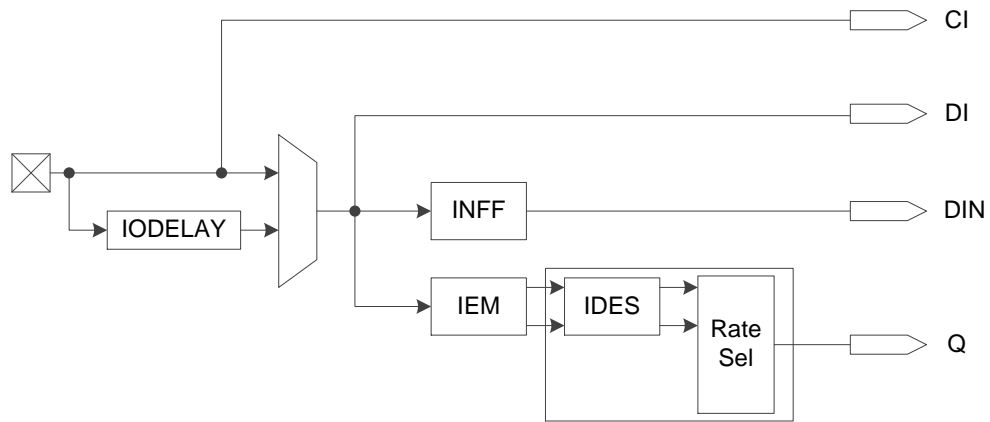 CI
DI
IODELAY
INFF
DIN
IEM
IDES
Rate
Sel
Q